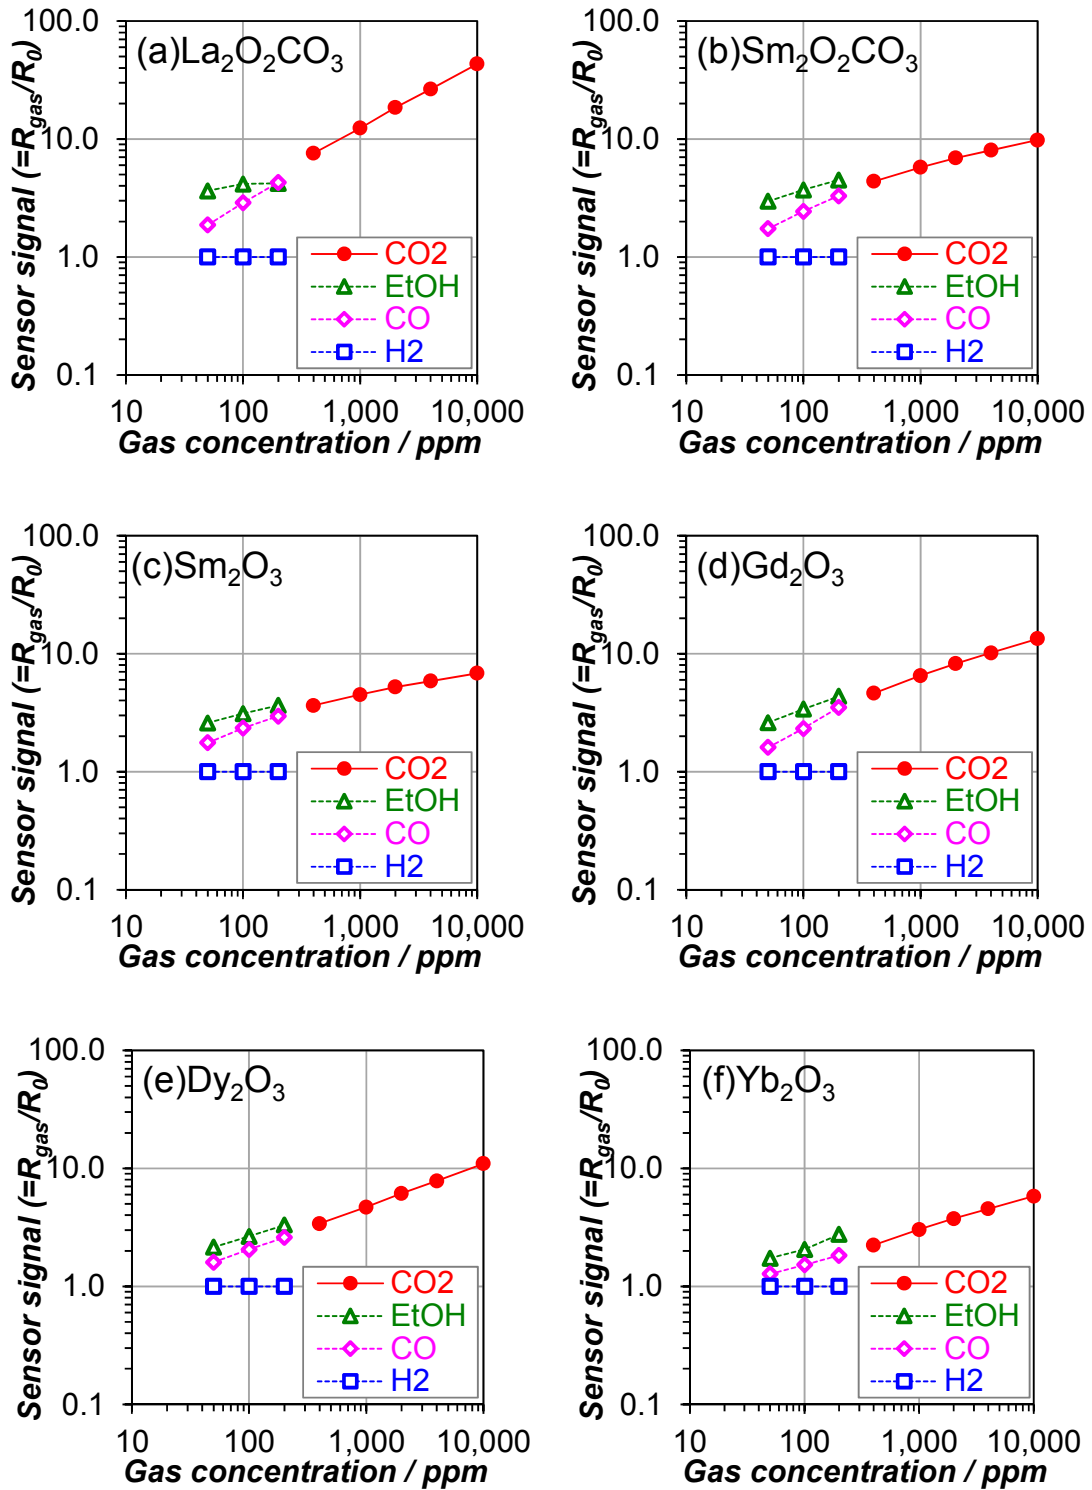 (a)La2O2CO3
Sensor signal (=Rgas/R0)
100.0
10.0
1.0
0.1
CO2
EtOH
CO
H2
10 100 1,000 10,000
Gas concentration / ppm
(b)Sm2O2CO3
Sensor signal (=Rgas/R0)
100.0
10.0
1.0
0.1
CO2
EtOH
CO
H2
10 100 1,000 10,000
Gas concentration / ppm
(c)Sm2O3
Sensor signal (=Rgas/R0)
100.0
10.0
1.0
0.1
CO2
EtOH
CO
H2
10 100 1,000 10,000
Gas concentration / ppm
(d)Gd2O3
Sensor signal (=Rgas/R0)
100.0
10.0
1.0
0.1
CO2
EtOH
CO
H2
10 100 1,000 10,000
Gas concentration / ppm
(e)Dy2O3
Sensor signal (=Rgas/R0)
100.0
10.0
1.0
0.1
CO2
EtOH
CO
H2
10 100 1,000 10,000
Gas concentration / ppm
(f)Yb2O3
Sensor signal (=Rgas/R0)
100.0
10.0
1.0
0.1
CO2
EtOH
CO
H2
10 100 1,000 10,000
Gas concentration / ppm